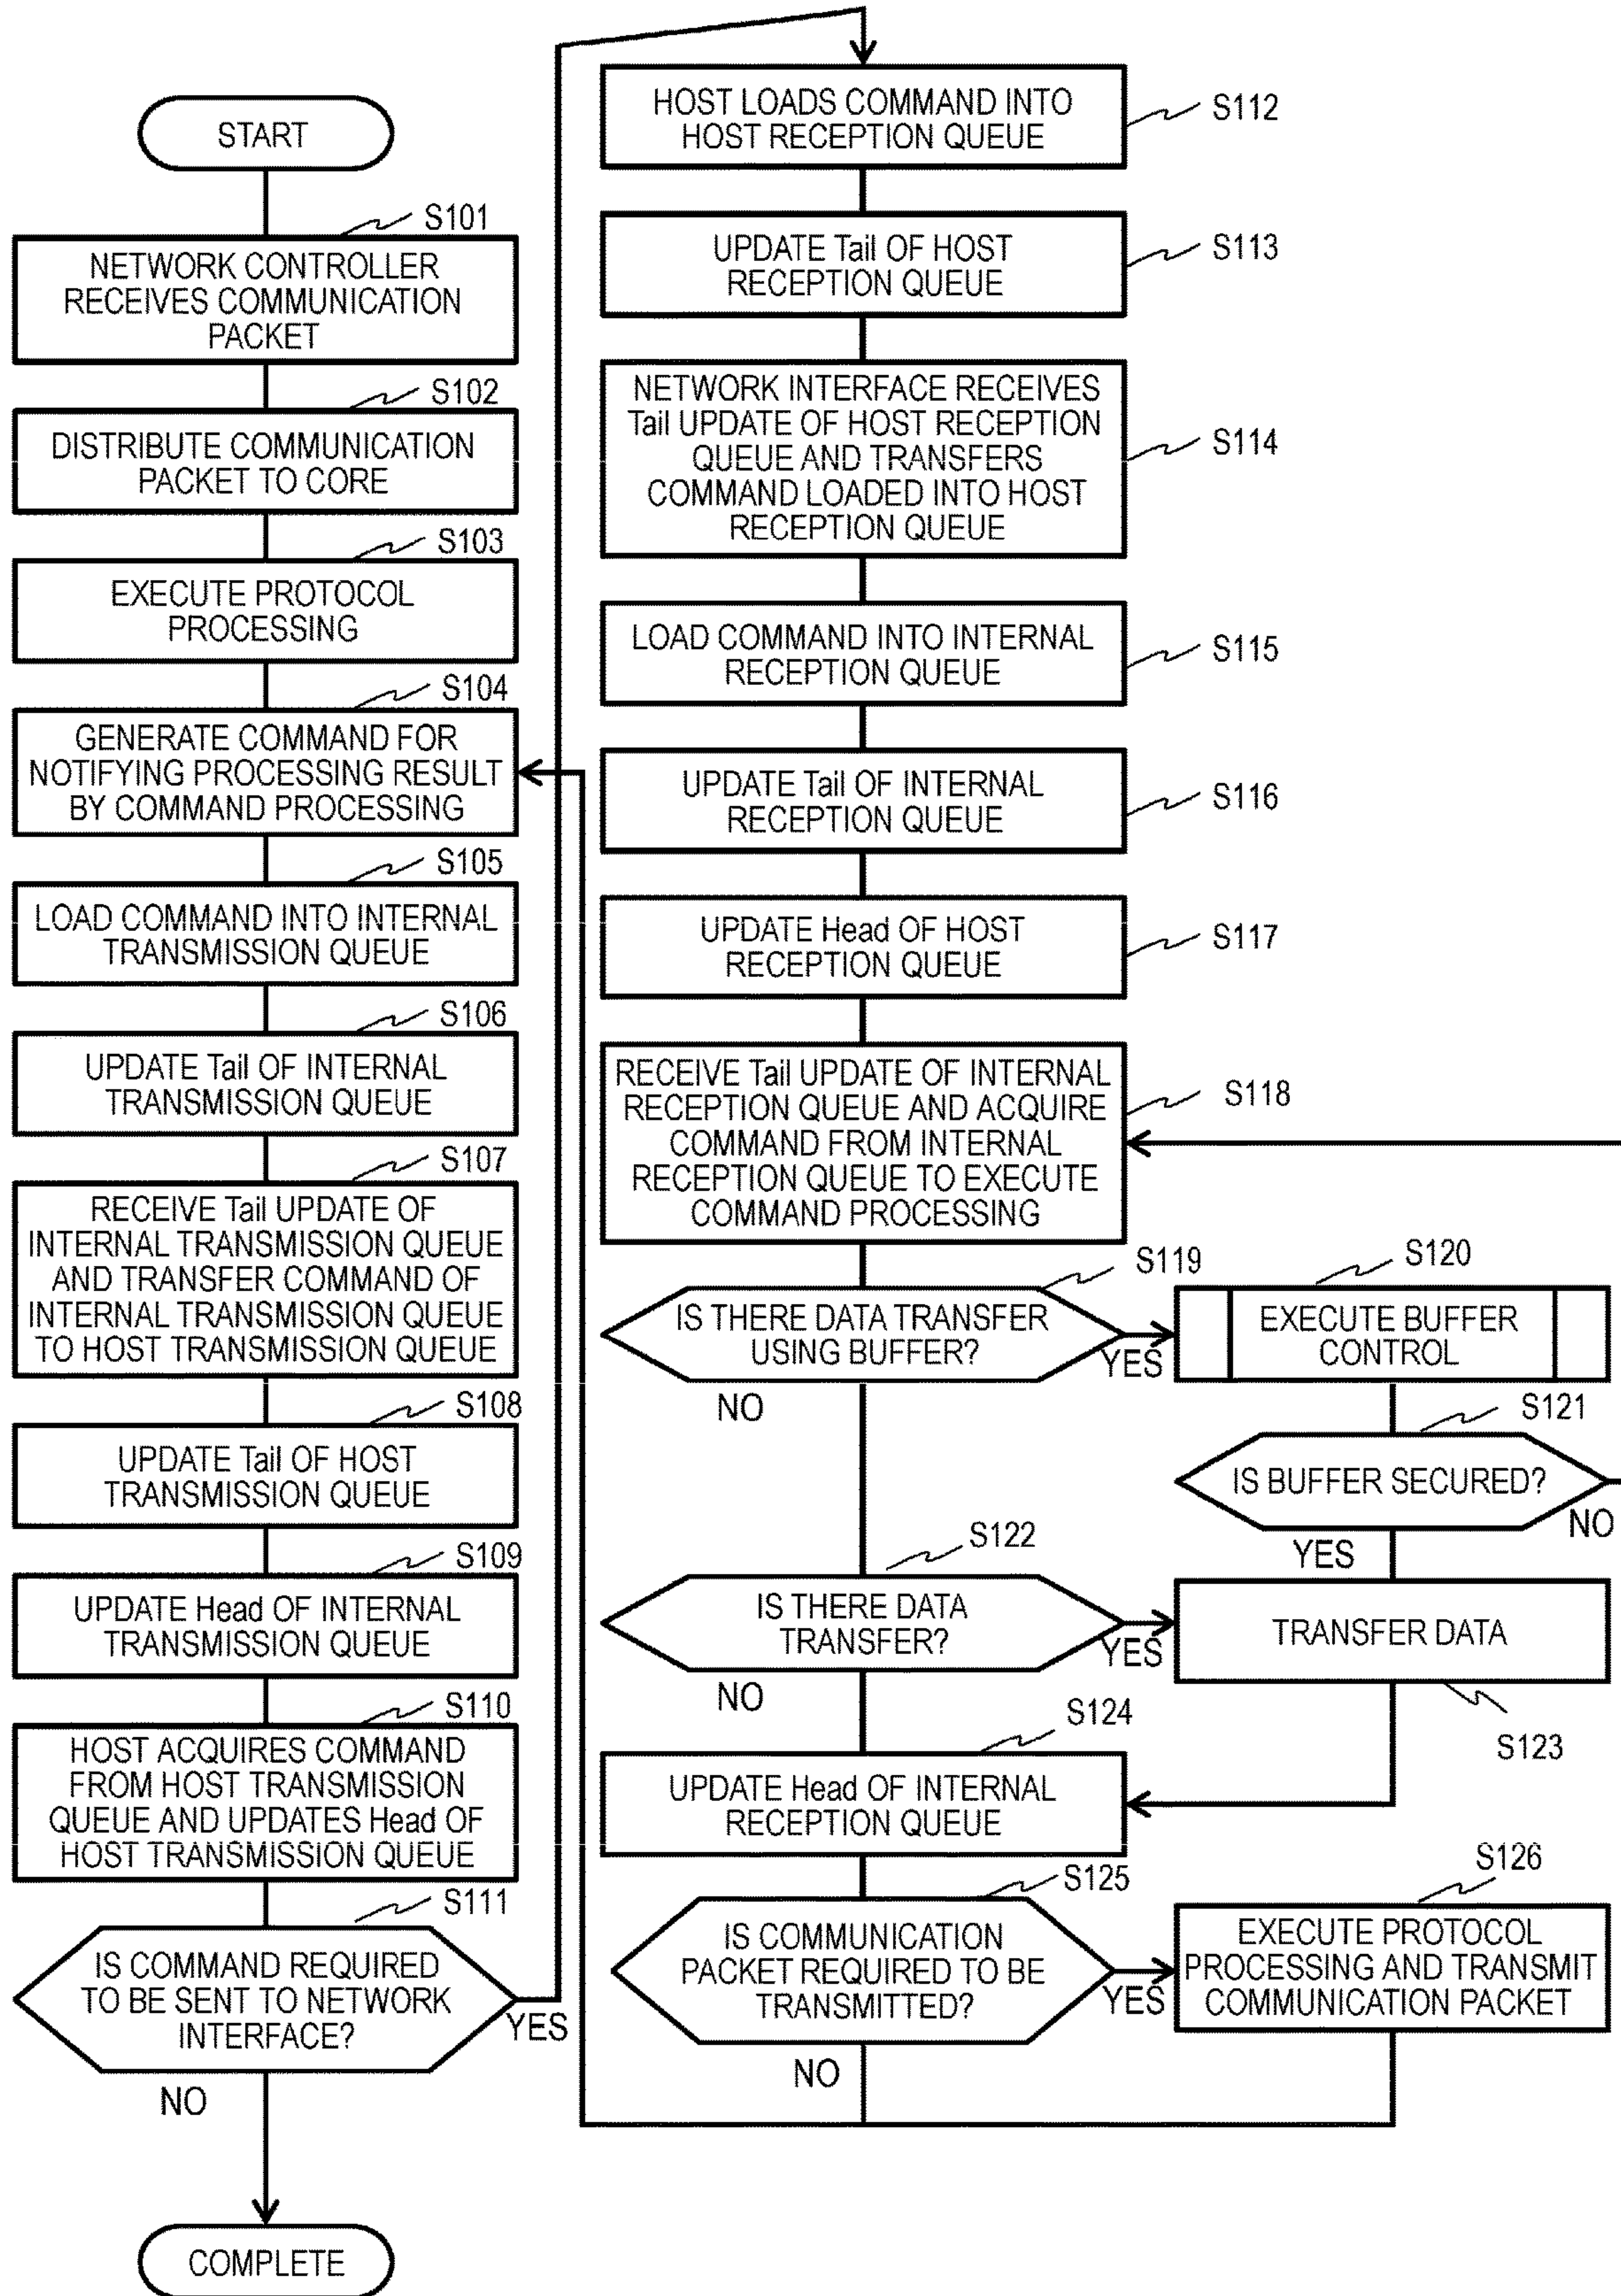 START
S101
NETWORK CONTROLLER
RECEIVES COMMUNICATION
PACKET
S102
DISTRIBUTE COMMUNICATION
PACKET TO CORE
S103
EXECUTE PROTOCOL
PROCESSING
S104
GENERATE COMMAND FOR
NOTIFYING PROCESSING RESULT
BY COMMAND PROCESSING
S105
LOAD COMMAND INTO INTERNAL
TRANSMISSION QUEUE
S106
UPDATE Tail OF INTERNAL
TRANSMISSION QUEUE
S107
RECEIVE Tail UPDATE OF
INTERNAL TRANSMISSION QUEUE
AND TRANSFER COMMAND OF
INTERNAL TRANSMISSION QUEUE
TO HOST TRANSMISSION QUEUE
S108
UPDATE Tail OF HOST
TRANSMISSION QUEUE
S109
UPDATE Head OF INTERNAL
TRANSMISSION QUEUE
S110
HOST ACQUIRES COMMAND
FROM HOST TRANSMISSION
QUEUE AND UPDATES Head OF
HOST TRANSMISSION QUEUE
S111
IS COMMAND REQUIRED
TO BE SENT TO NETWORK
INTERFACE?
YES
NO
COMPLETE
HOST LOADS COMMAND INTO
HOST RECEPTION QUEUE
S112
UPDATE Tail OF HOST
RECEPTION QUEUE
S113
NETWORK INTERFACE RECEIVES
Tail UPDATE OF HOST RECEPTION
QUEUE AND TRANSFERS
COMMAND LOADED INTO HOST
RECEPTION QUEUE
S114
LOAD COMMAND INTO INTERNAL
RECEPTION QUEUE
S115
UPDATE Tail OF INTERNAL
RECEPTION QUEUE
S116
UPDATE Head OF HOST
RECEPTION QUEUE
S117
RECEIVE Tail UPDATE OF INTERNAL
RECEPTION QUEUE AND ACQUIRE
COMMAND FROM INTERNAL
RECEPTION QUEUE TO EXECUTE
COMMAND PROCESSING
S118
S119
IS THERE DATA TRANSFER
USING BUFFER?
YES
NO
S120
EXECUTE BUFFER
CONTROL
S121
IS BUFFER SECURED?
NO
YES
S122
IS THERE DATA
TRANSFER?
YES
NO
TRANSFER DATA
S123
S124
UPDATE Head OF INTERNAL
RECEPTION QUEUE
S125
IS COMMUNICATION
PACKET REQUIRED TO BE
TRANSMITTED?
YES
NO
S126
EXECUTE PROTOCOL
PROCESSING AND TRANSMIT
COMMUNICATION PACKET